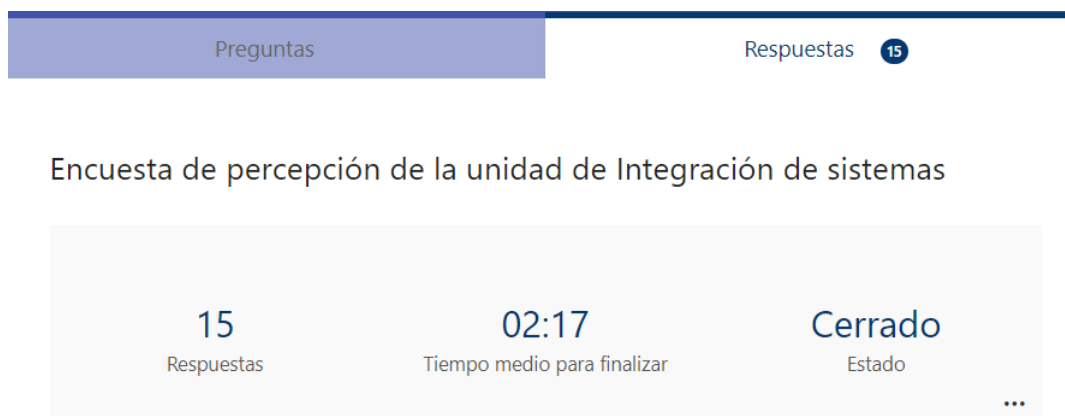 Preguntas
Respuestas 15
Encuesta de percepción de la unidad de Integración de sistemas
15
Respuestas
02:17
Tiempo medio para finalizar
Cerrado
Estado